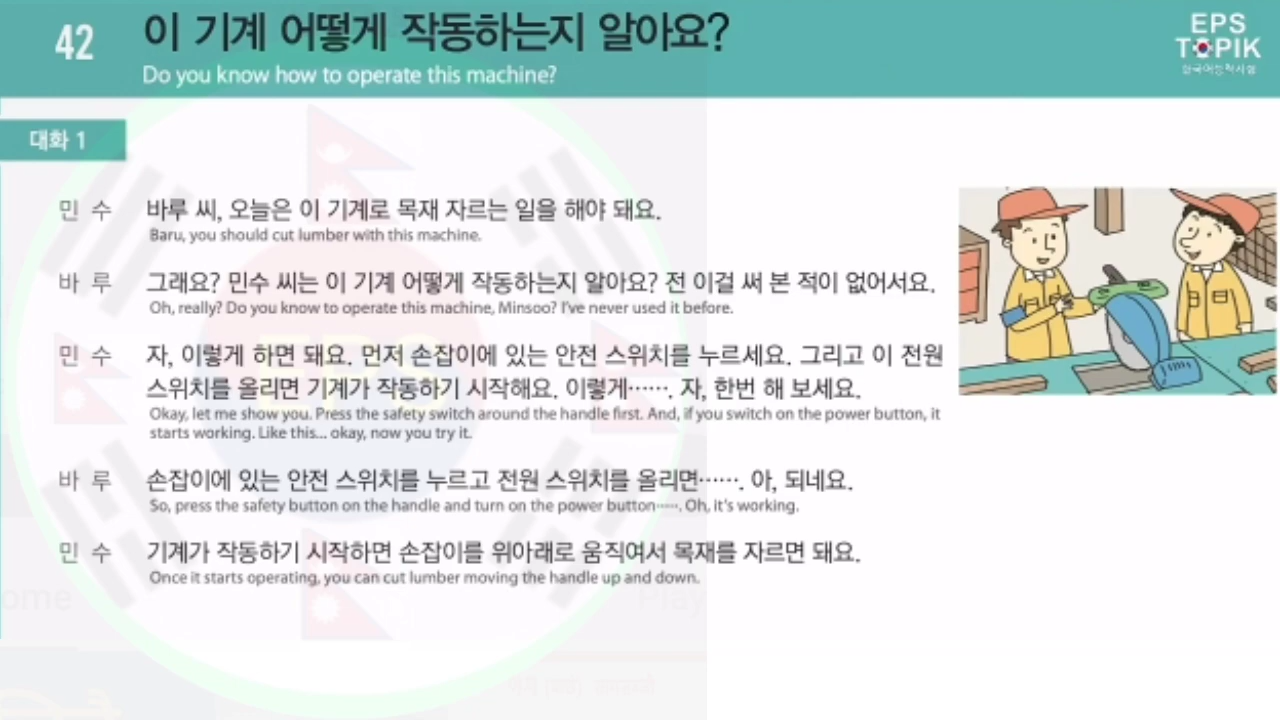 42
이 기계 어떻게 작동하는지 알아요?
Do you know how to operate this machine?
EPS
TOPIK
한국어능력시험
대화 1
민 수 바루 씨, 오늘은 이 기계로 목재 자르는 일을 해야 돼요.
Baru, you should cut lumber with this machine.
바 루 그래요? 민수 씨는 이 기계 어떻게 작동하는지 알아요? 전 이걸 써 본 적이 없어서요.
Oh, really? Do you know to operate this machine, Minsoo? I've never used it before.
민 수 자, 이렇게 하면 돼요. 먼저 손잡이에 있는 안전 스위치를 누르세요. 그리고 이 전원
스위치를 올리면 기계가 작동하기 시작해요. 이렇게……. 자, 한번 해 보세요.
Okay, let me show you. Press the safety switch around the handle first. And, if you switch on the power button, it
starts working. Like this... okay, now you try it.
바 루 손잡이에 있는 안전 스위치를 누르고 전원 스위치를 올리면……. 아, 되네요.
So, press the safety button on the handle and turn on the power button……. Oh, it's working.
민 수 기계가 작동하기 시작하면 손잡이를 위아래로 움직여서 목재를 자르면 돼요.
Once it starts operating, you can cut lumber moving the handle up and down.
ome
Play
EPS